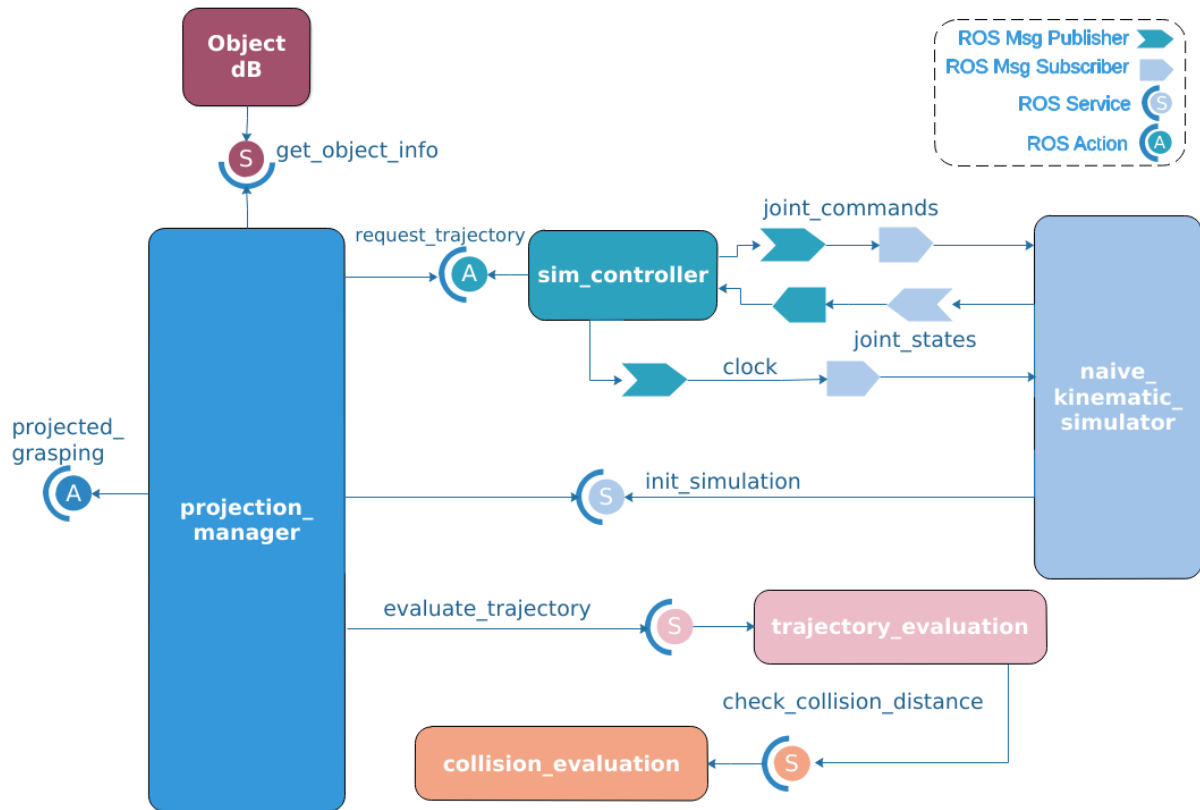 Object
dB
ROS Msg Publisher
ROS Msg Subscriber
ROS Service
S
ROS Action
A
S
get_object_info
joint_commands
request_trajectory
A
sim_controller
joint_states
clock
naive_
kinematic_
simulator
projected_
grasping
A
projection_
manager
init_simulation
S
evaluate_trajectory
S
trajectory_evaluation
check_collision_distance
collision_evaluation
S